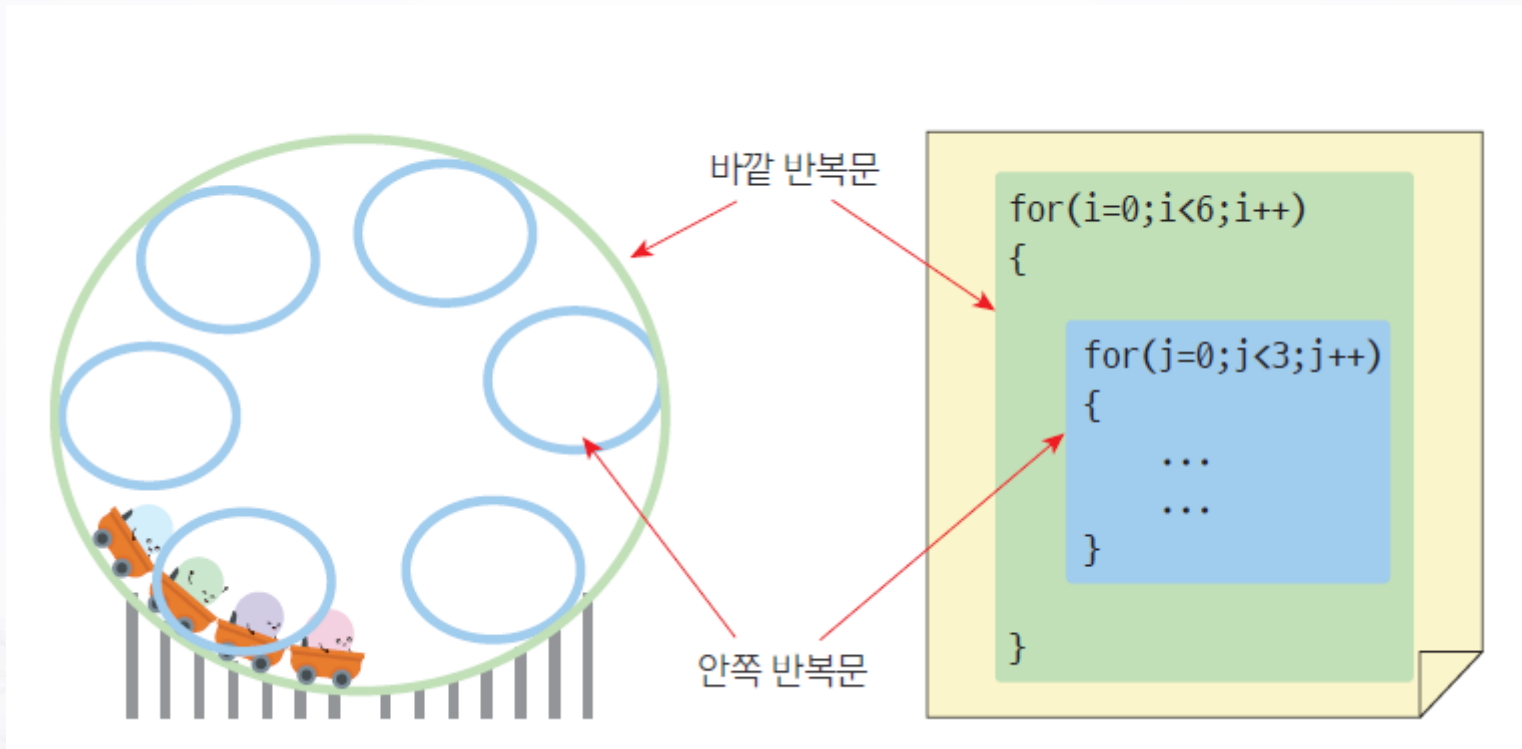 바깥 반복문
for(i=0;i<6;i++)
{
for(j=0;j<3;j++)
{
...
...
}
}
안쪽 반복문